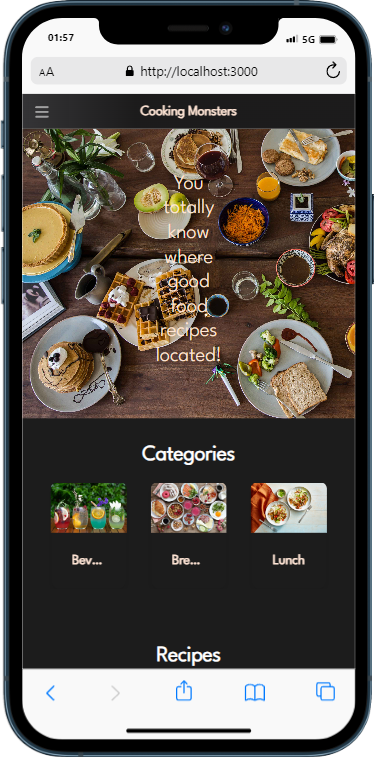 01:57
5G
AA
http://localhost:3000
Cooking Monsters
You
totally
know
where
good
food
recipes
located!
Categories
Bev...
Bre...
Lunch
Recipes